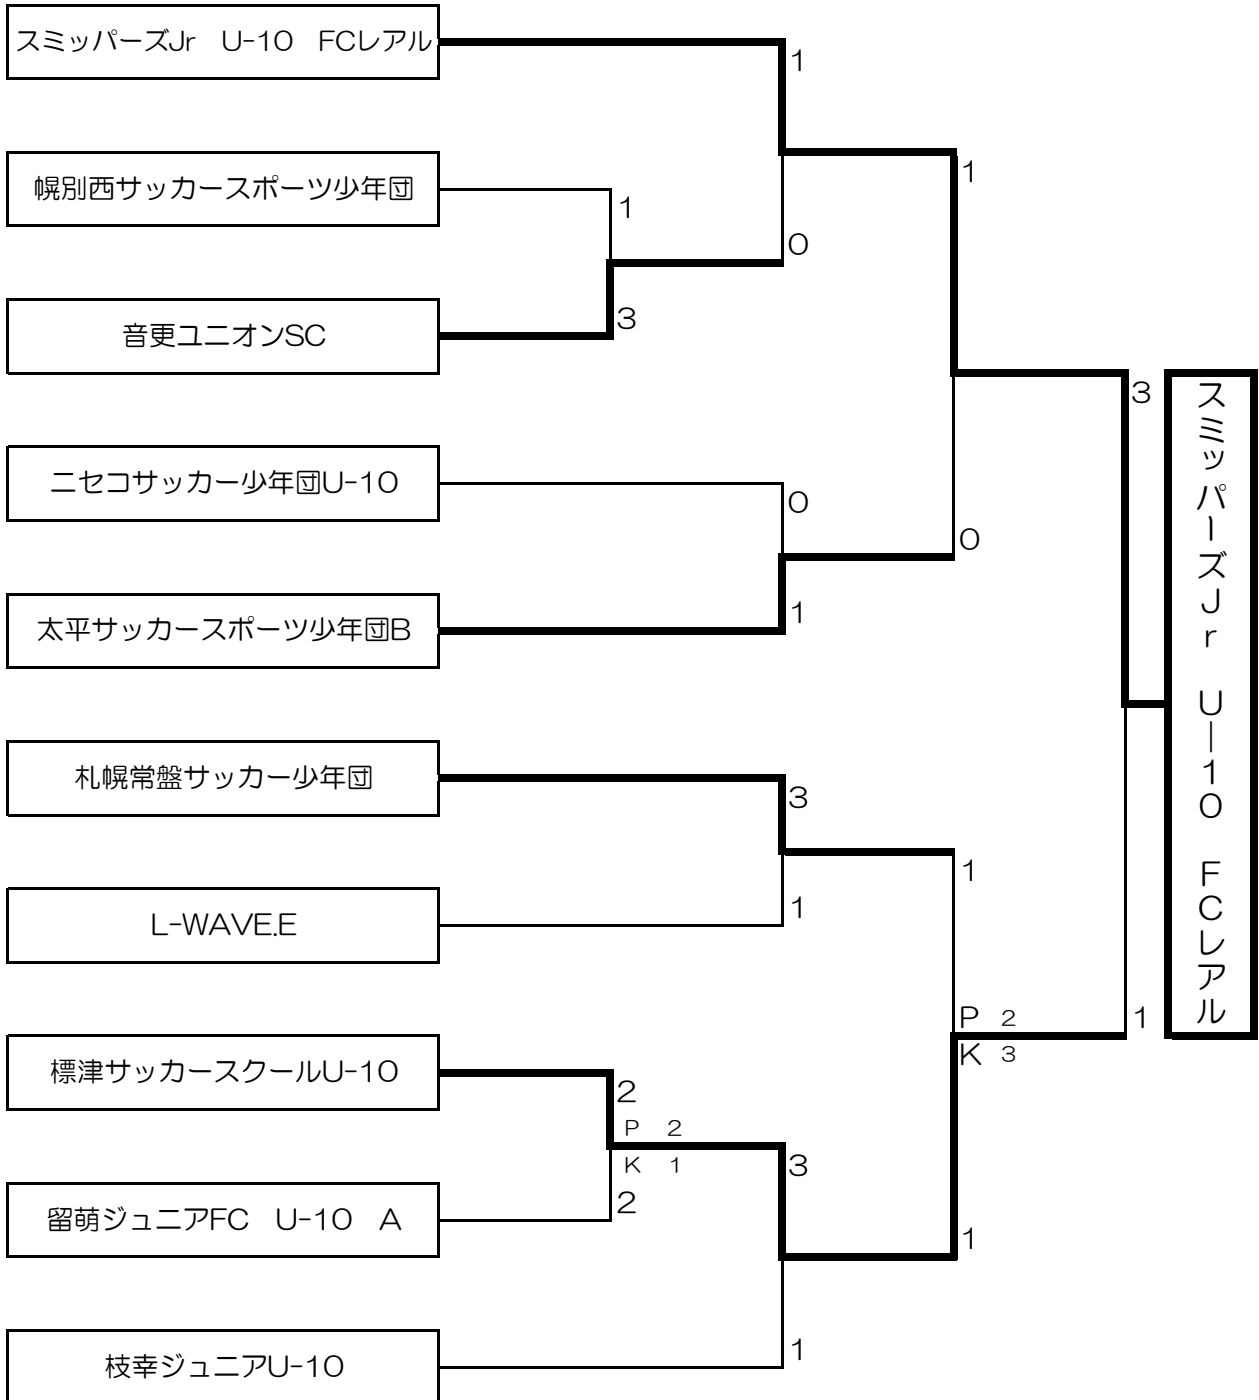 スミッパーズJr　U-10　FCレアル
1
幌別西サッカースポーツ少年団
1
1
0
音更ユニオンSC
3
3
ニセコサッカー少年団U-10
0
0
太平サッカースポーツ少年団B
1
札幌常盤サッカー少年団
3
1
L-WAVE.E
1
P 2
K 3
1
標津サッカースクールU-10
2
P 2
K 1
3
留萌ジュニアFC　U-10　A
2
1
枝幸ジュニアU-10
1
スミッパーズJr　U—10　FCレアル